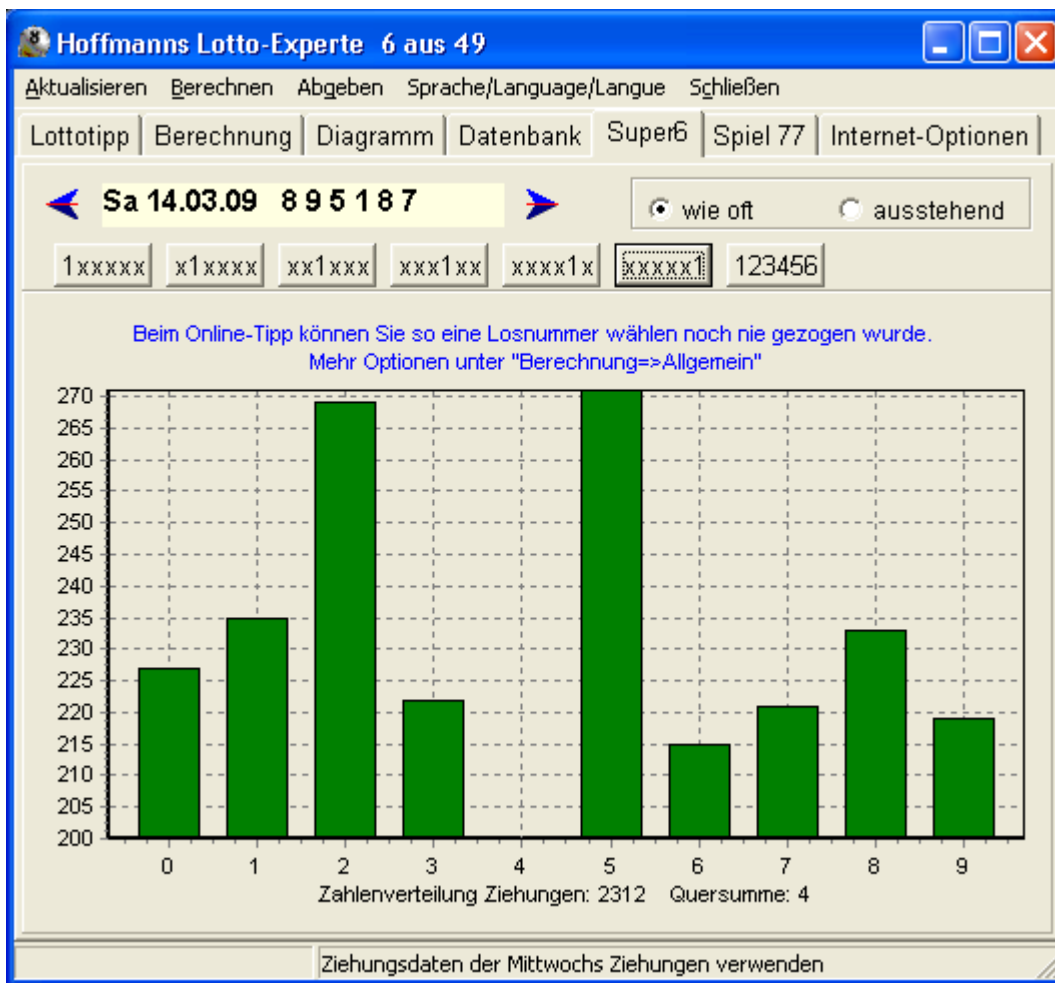 Hoffmanns Lotto-Experte 6 aus 49
Aktualisieren Berechnen Abgeben Sprache/Language/Langue Schließen
Lottotipp Berechnung Diagramm Datenbank Super6 Spiel 77 Internet-Optionen
Sa 14.03.09 8 9 5 1 8 7 wie oft ausstehend
1xxxxx x1xxxx xx1xxx xxx1xx xxxx1x xxxxx1 123456
Beim Online-Tipp können Sie so eine Losnummer wählen noch nie gezogen wurde.
Mehr Optionen unter "Berechnung=>Allgemein"
270
265
260
255
250
245
240
235
230
225
220
215
210
205
200
0 1 2 3 4 5 6 7 8 9
Zahlenverteilung Ziehungen: 2312 Quersumme: 4
Ziehungsdaten der Mittwochs Ziehungen verwenden